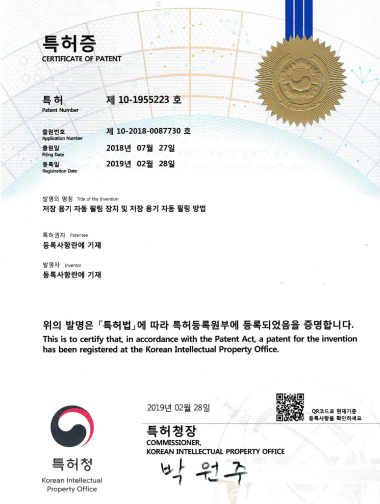 특허증
CERTIFICATE OF PATENT
특허 제 10-1955223 호
Patent Number
출원번호 제 10-2018-0087730 호
Application Number
출원일 2018년 07월 27일
Filing Date
등록일 2019년 02월 28일
Registration Date
발명의 명칭 Title of the Invention
저장 용기 자동 필링 장치 및 저장 용기 자동 필링 방법
특허권자 Patentee
등록사항란에 기재
발명자 Inventor
등록사항란에 기재
위의 발명은 「특허법」에 따라 특허등록원부에 등록되었음을 증명합니다.
This is to certify that, in accordance with the Patent Act, a patent for the invention
has been registered at the Korean Intellectual Property Office.
2019년 02월 28일
QR코드로 현재기준
등록사항을 확인하세요
특허청장
COMMISSIONER,
KOREAN INTELLECTUAL PROPERTY OFFICE
박원주
특허청
Korean Intellectual
Property Office